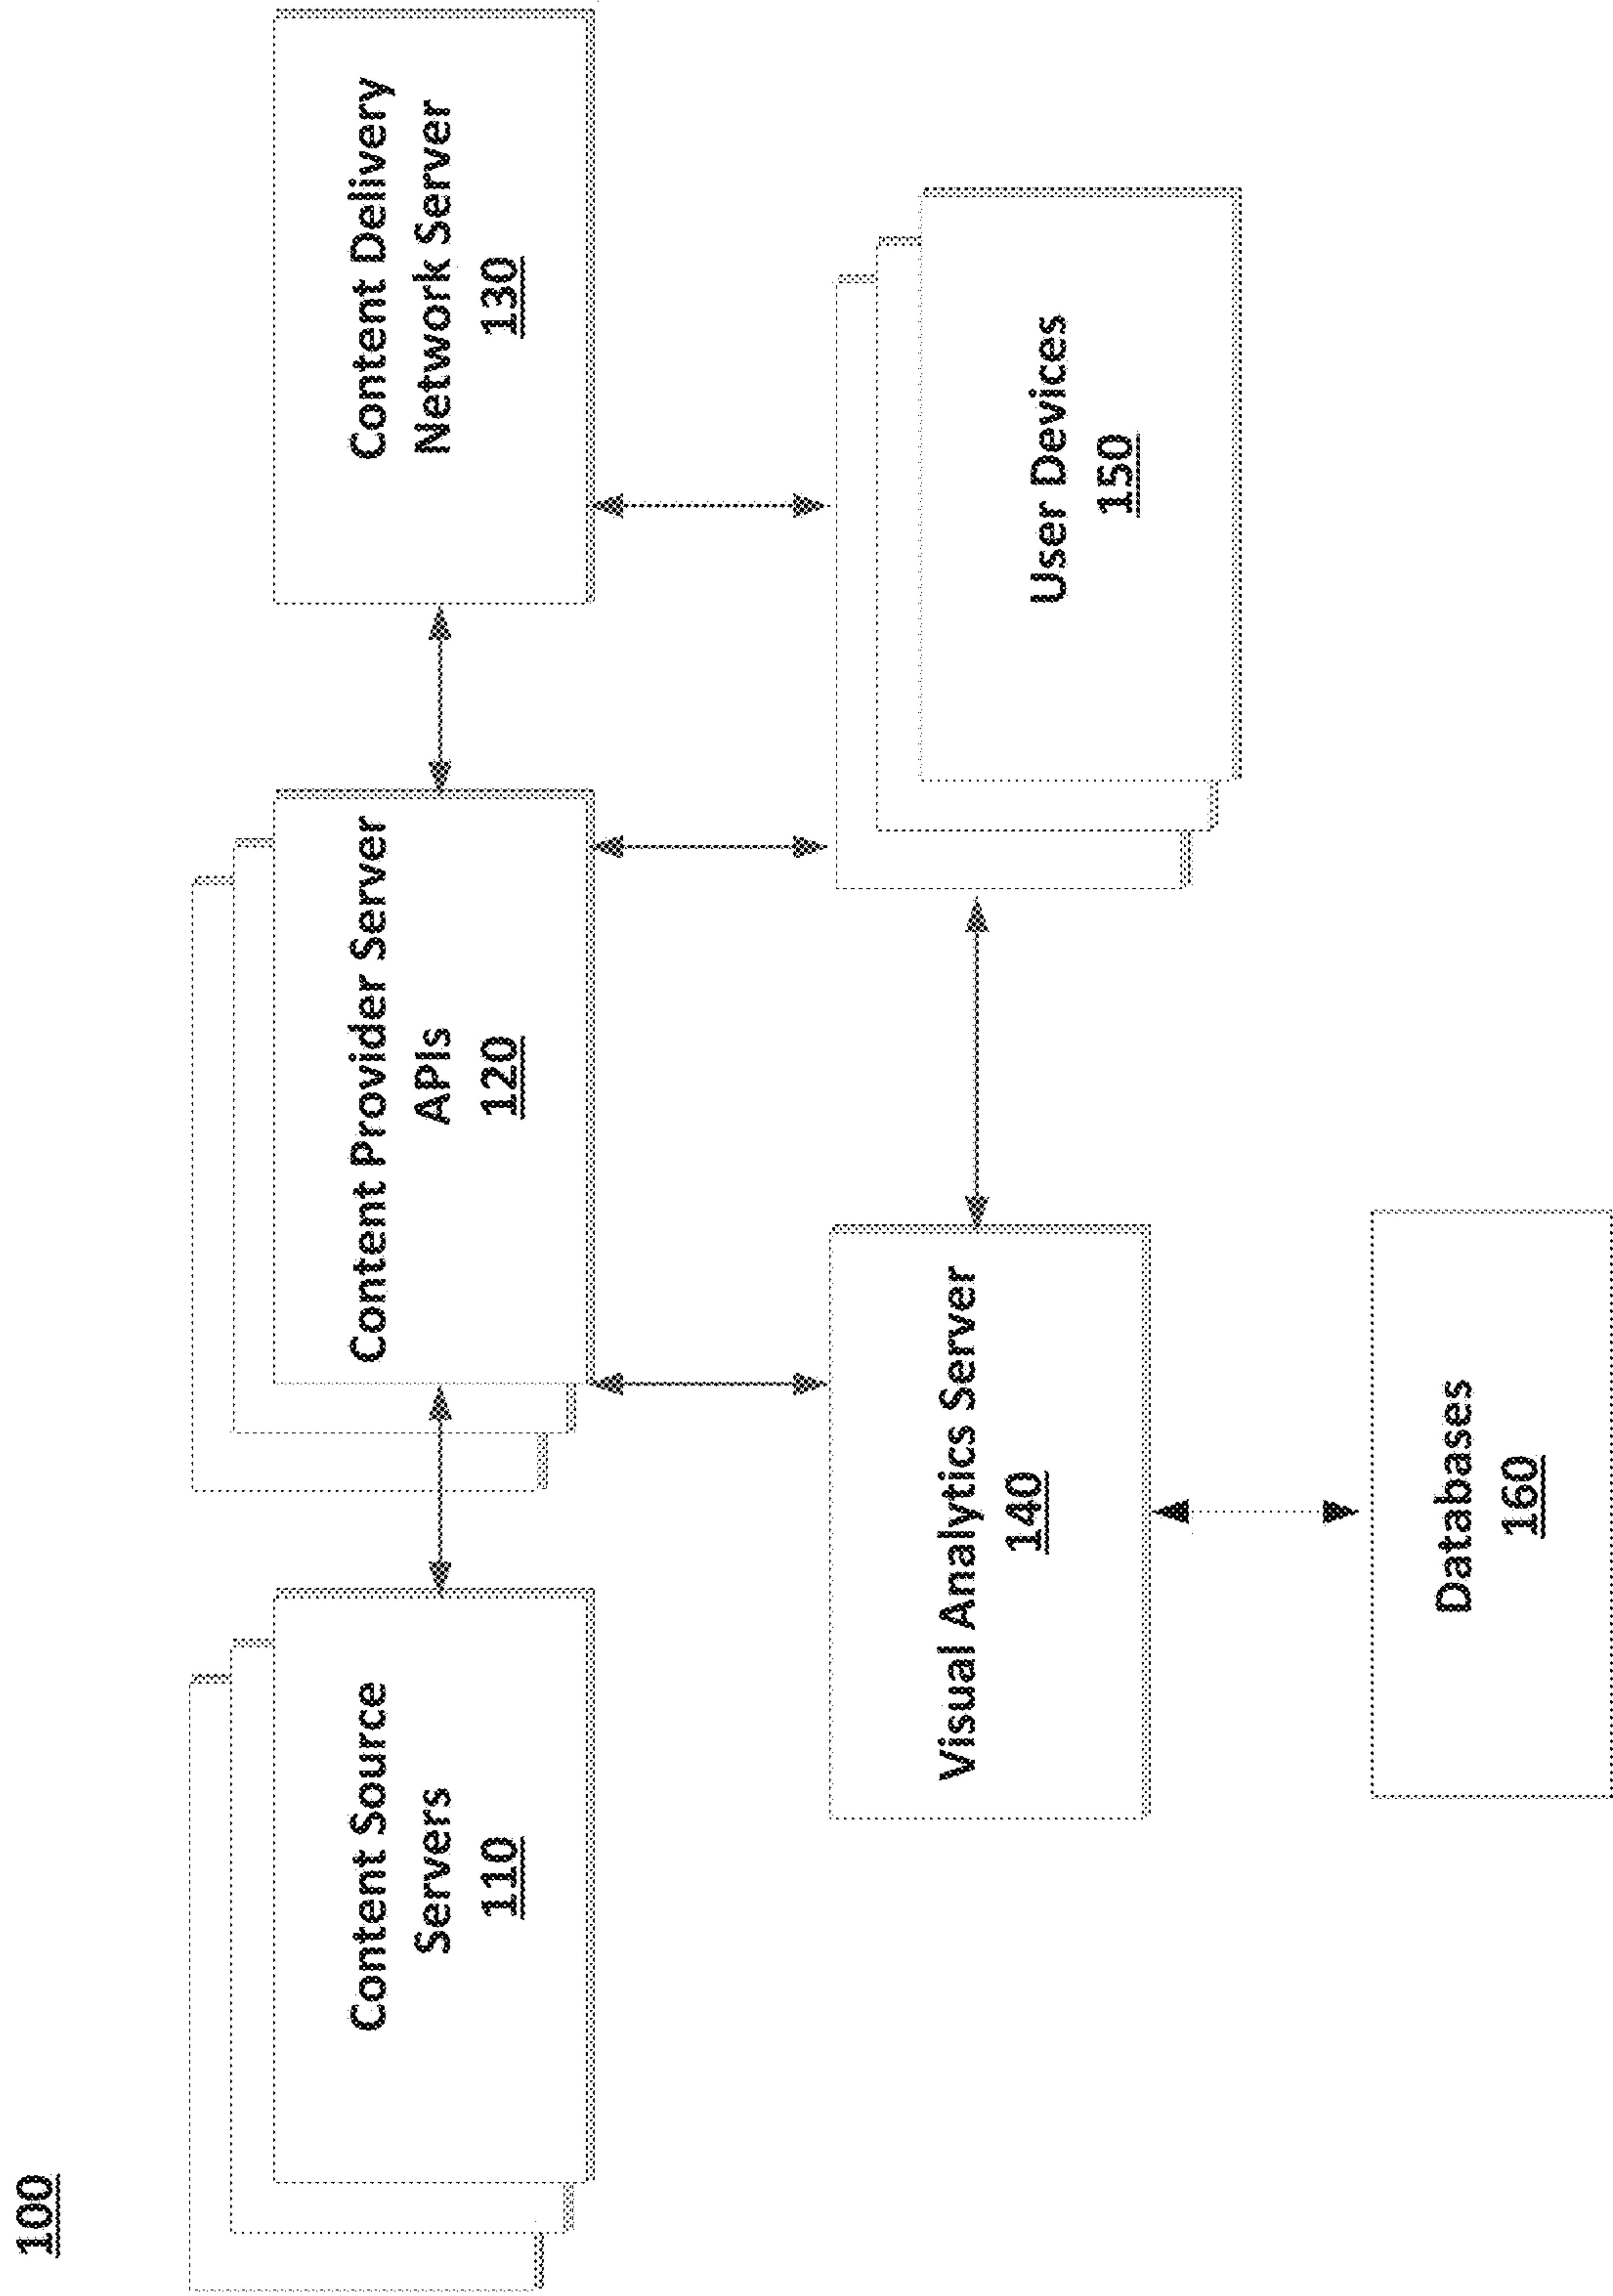 100
Content Source
Servers
110
Content Provider Server
APIs
120
Content Delivery
Network Server
130
Visual Analytics Server
140
User Devices
150
Databases
160